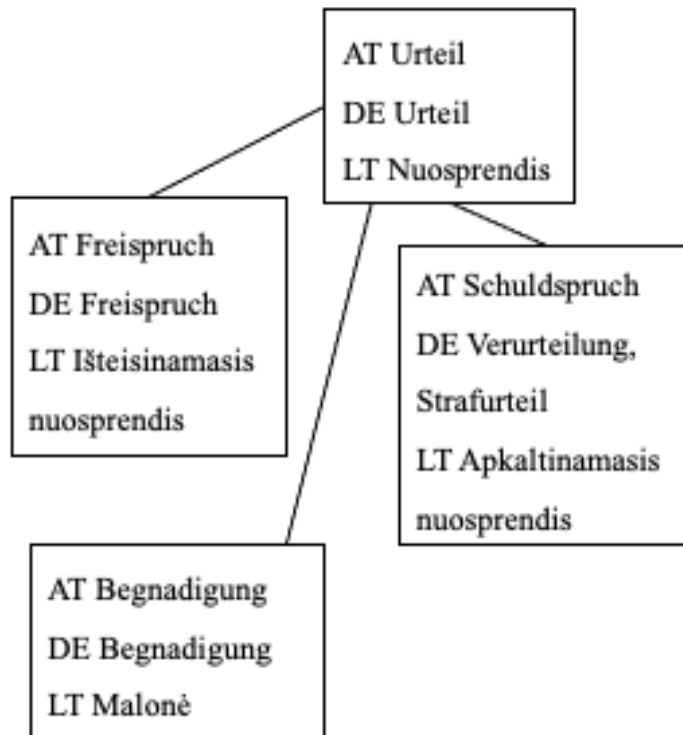 AT Urteil
DE Urteil
LT Nuosprendis
AT Freispruch
DE Freispruch
LT Išteisinamasis
nuosprendis
AT Schuldspruch
DE Verurteilung,
Strafurteil
LT Apkaltinamasis
nuosprendis
AT Begnadigung
DE Begnadigung
LT Malonė